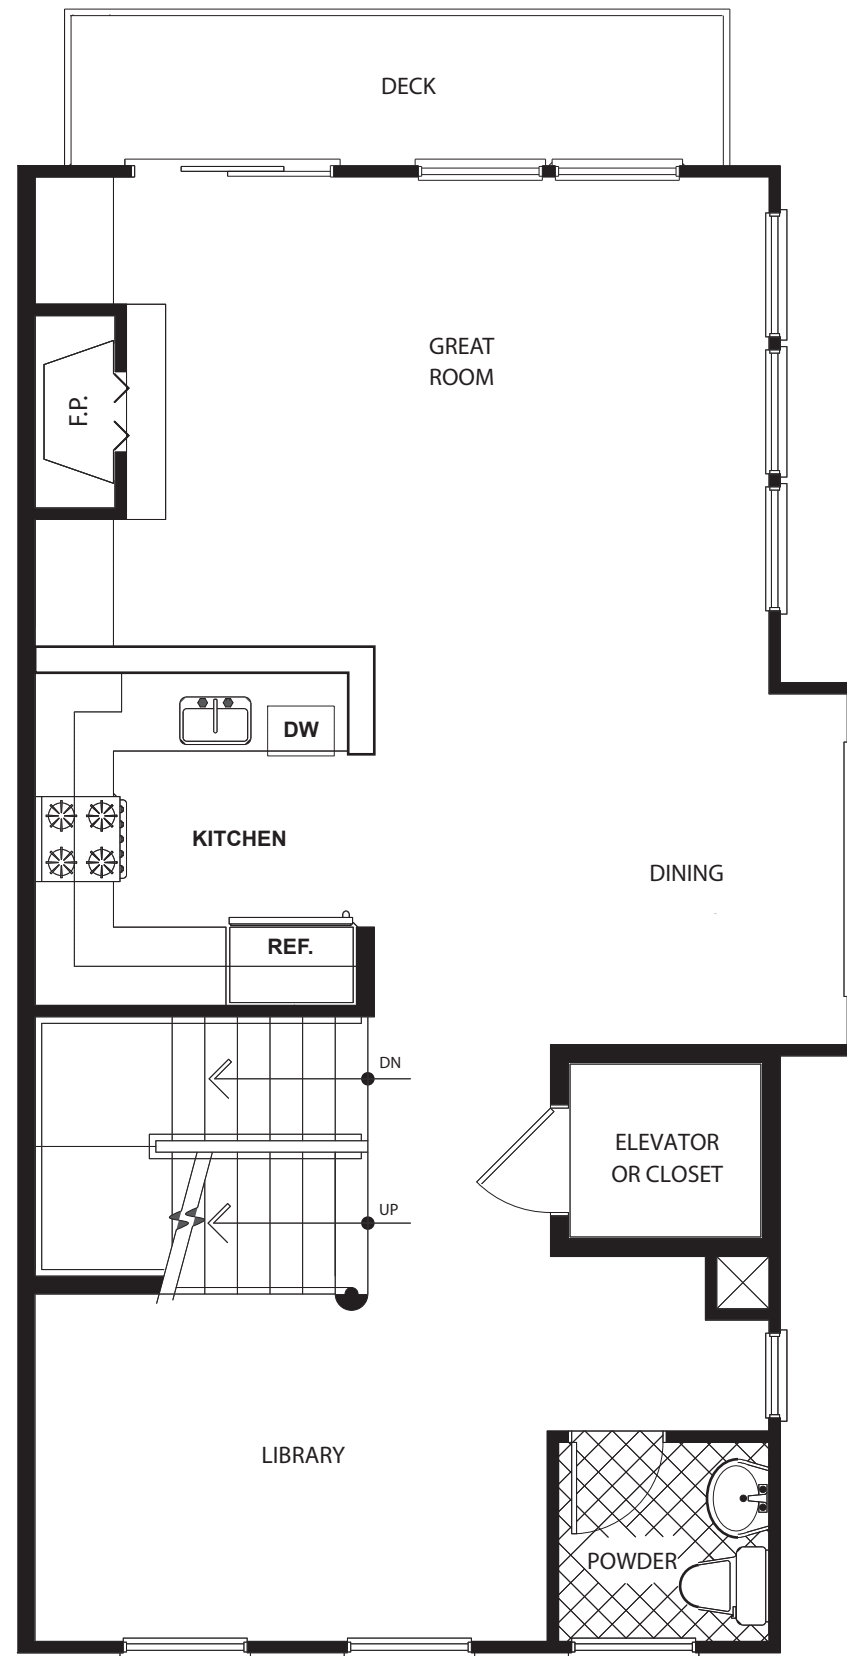 DECK
GREAT
ROOM
F.P.
DW
KITCHEN
DINING
REF.
DN
ELEVATOR
OR CLOSET
UP
LIBRARY
POWDER